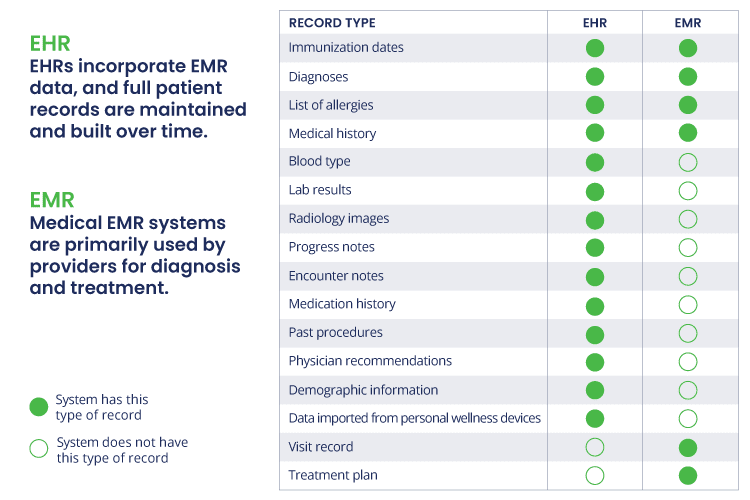 EHR
EHRs incorporate EMR
data, and full patient
records are maintained
and built over time.
EMR
Medical EMR systems
are primarily used by
providers for diagnosis
and treatment.
System has this
type of record
System does not have
this type of record
RECORD TYPE EHR EMR
Immunization dates
Diagnoses
List of allergies
Medical history
Blood type
Lab results
Radiology images
Progress notes
Encounter notes
Medication history
Past procedures
Physician recommendations
Demographic information
Data imported from personal wellness devices
Visit record
Treatment plan